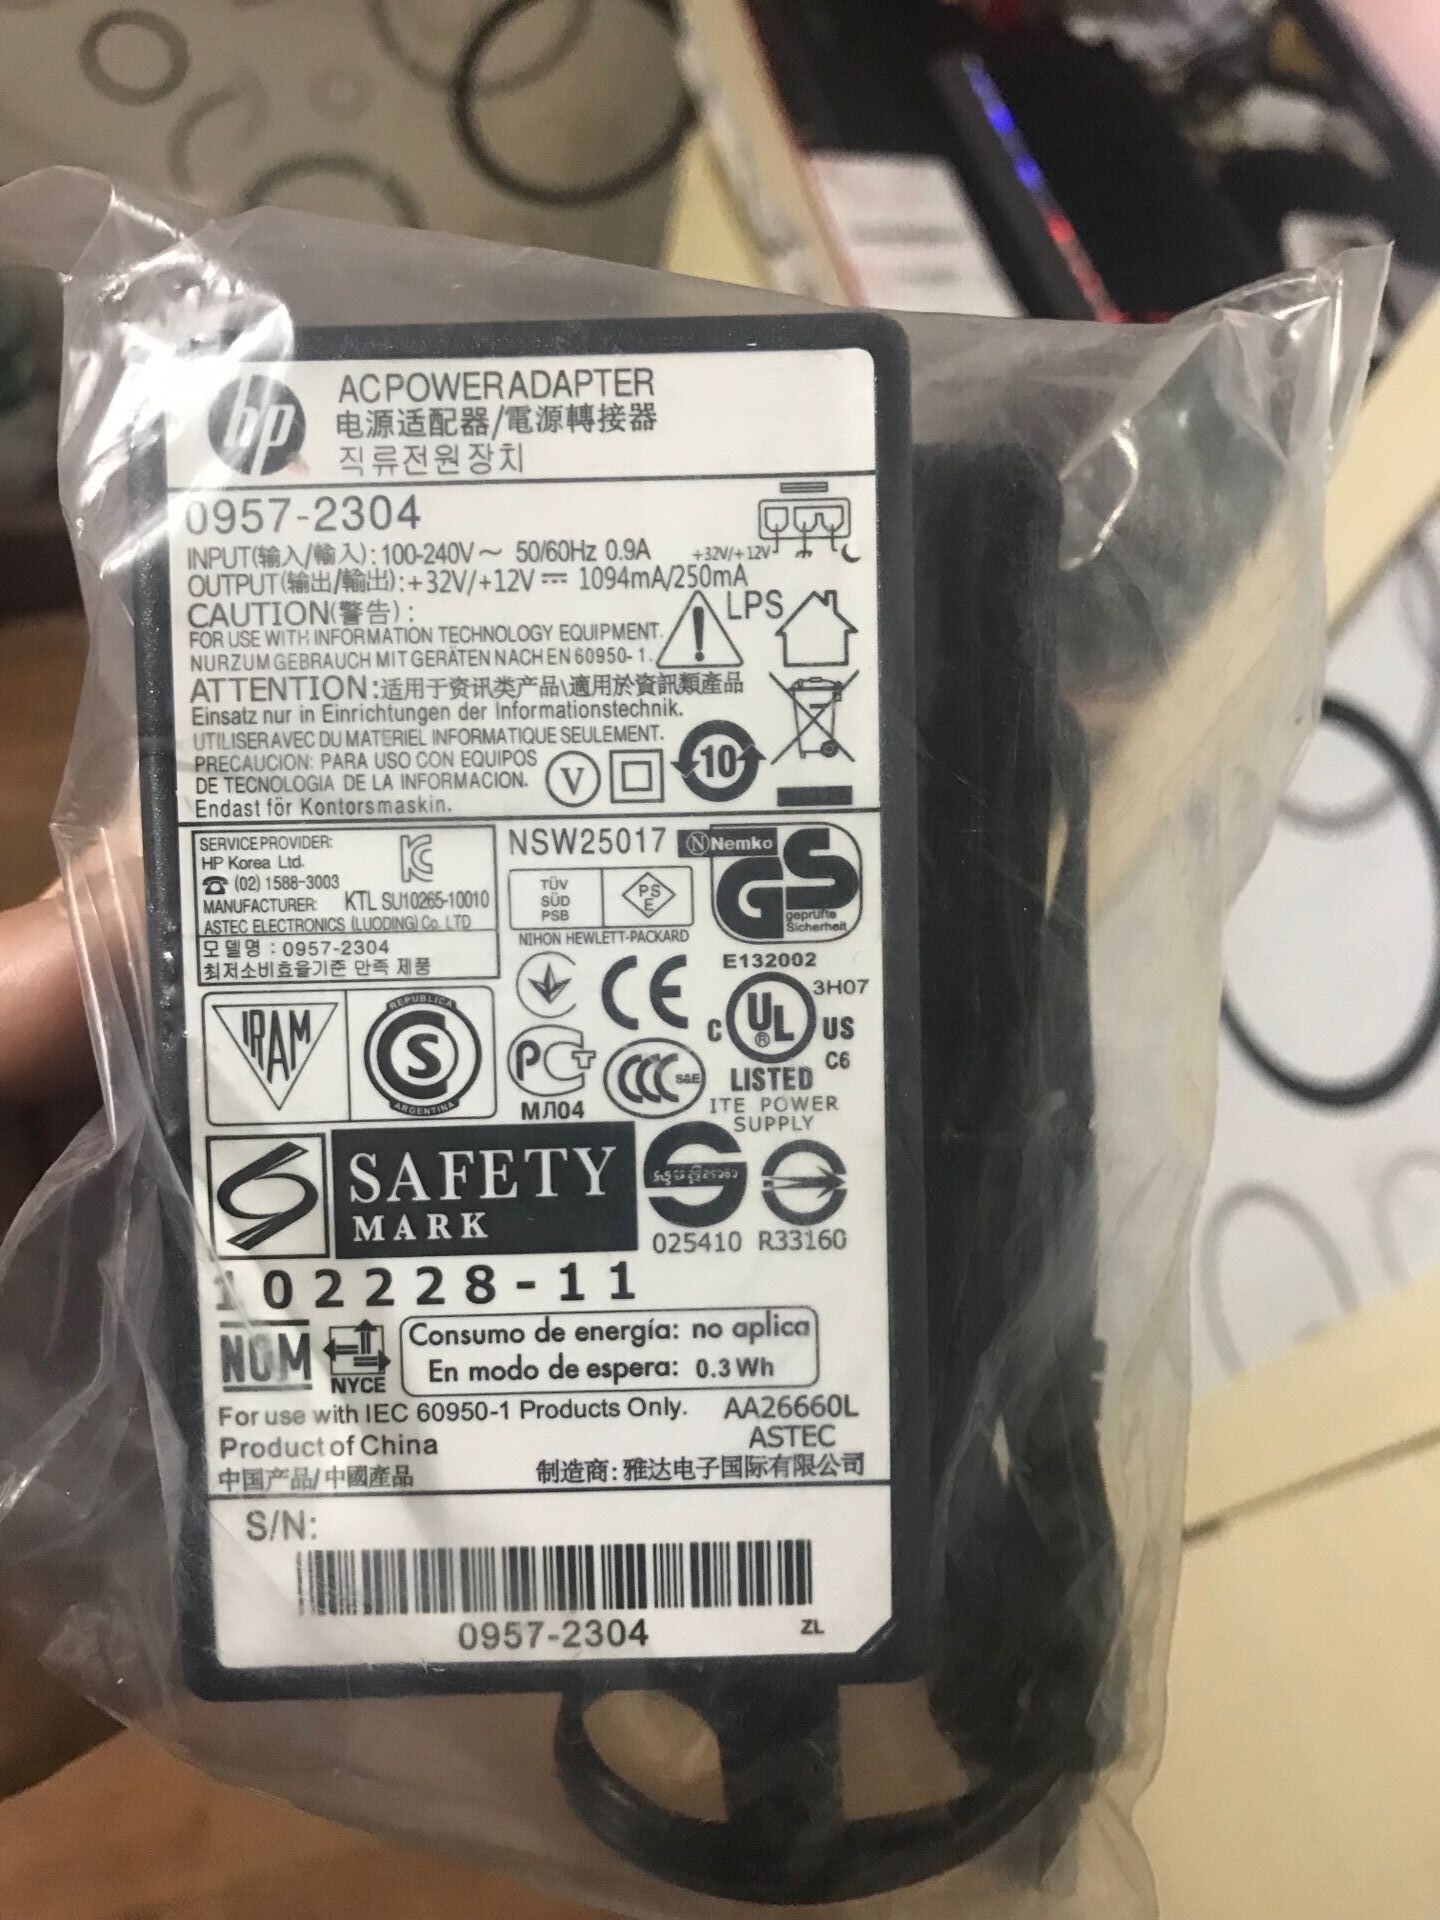 hp
ACPOWERADAPTER
电源适配器/電源轉接器
직류전원장치
0957-2304
INPUT(输入/輸入): 100-240V～ 50/60Hz 0.9A
+32V/+12V
OUTPUT(输出/輸出): +32V/+12V⎓ 1094mA/250mA
CAUTION(警告):
LPS
FOR USE WITH INFORMATION TECHNOLOGY EQUIPMENT.
NUR ZUM GEBRAUCH MIT GERÄTEN NACH EN 60950-1.
ATTENTION:适用于资讯类产品\適用於資訊類產品
Einsatz nur in Einrichtungen der Informationstechnik.
UTILISER AVEC DU MATERIEL INFORMATIQUE SEULEMENT.
PRECAUCION: PARA USO CON EQUIPOS
DE TECNOLOGIA DE LA INFORMACION.
Endast för Kontorsmaskin.
V
10
SERVICE PROVIDER:
HP Korea Ltd.
☎ (02) 1588-3003
MANUFACTURER: KTL SU10265-10010
ASTEC ELECTRONICS (LUODING) Co. LTD
모델명 : 0957-2304
최저소비효율기준 만족 제품
NSW25017
N Nemko
TÜV
SÜD
PSB
PS
E
NIHON HEWLETT-PACKARD
GS
geprüfte
Sicherheit
E132002
3H07
CE
C UL US
®
C6
LISTED
ITE POWER
SUPPLY
IRAM
REPUBLICA
S
ARGENTINA
PCT
МЛ04
CCC S&E
S
SAFETY
MARK
025410 R33160
102228-11
NOM
NYCE
Consumo de energía: no aplica
En modo de espera: 0.3 Wh
For use with IEC 60950-1 Products Only.
AA26660L
Product of China
ASTEC
中国产品/中國產品
制造商:雅达电子国际有限公司
S/N:
0957-2304
ZL